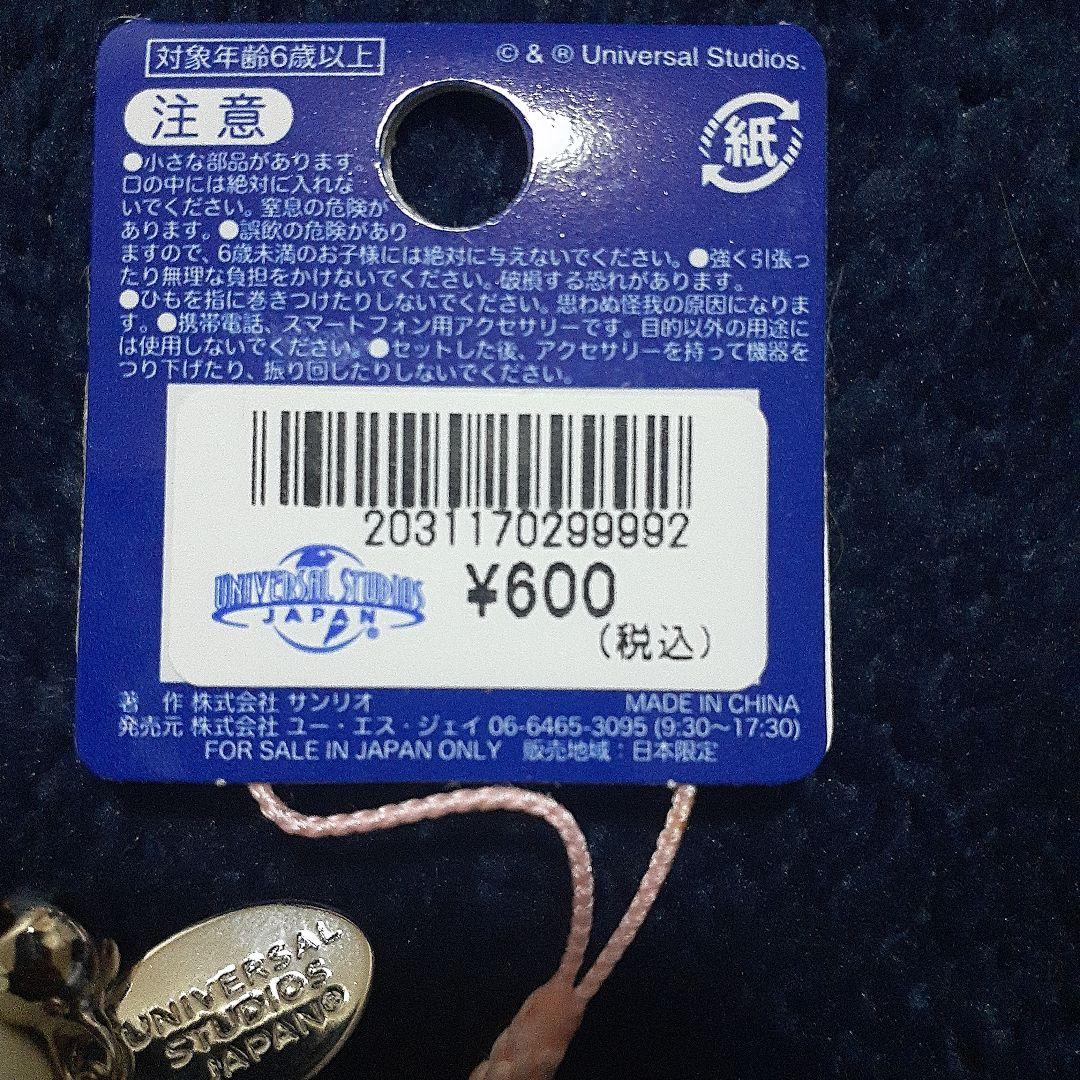 対象年齢6歳以上
© & ® Universal Studios.
注意
紙
●小さな部品があります。
口の中には絶対に入れな
いでください。窒息の危険が
あります。●誤飲の危険があり
ますので、6歳未満のお子様には絶対に与えないでください。●強く引張っ
たり無理な負担をかけないでください。破損する恐れがあります。
●ひもを指に巻きつけたりしないでください。思わぬ怪我の原因になりま
す。●携帯電話、スマートフォン用アクセサリーです。目的以外の用途に
は使用しないでください。●セットした後、アクセサリーを持って機器を
つり下げたり、振り回したりしないでください。
2031170299992
UNIVERSAL STUDIOS
JAPAN®
¥600
(税込)
著 作 株式会社 サンリオ
MADE IN CHINA
発売元 株式会社 ユー・エス・ジェイ 06-6465-3095 (9:30〜17:30)
FOR SALE IN JAPAN ONLY 販売地域：日本限定
UNIVERSAL
STUDIOS
JAPAN®